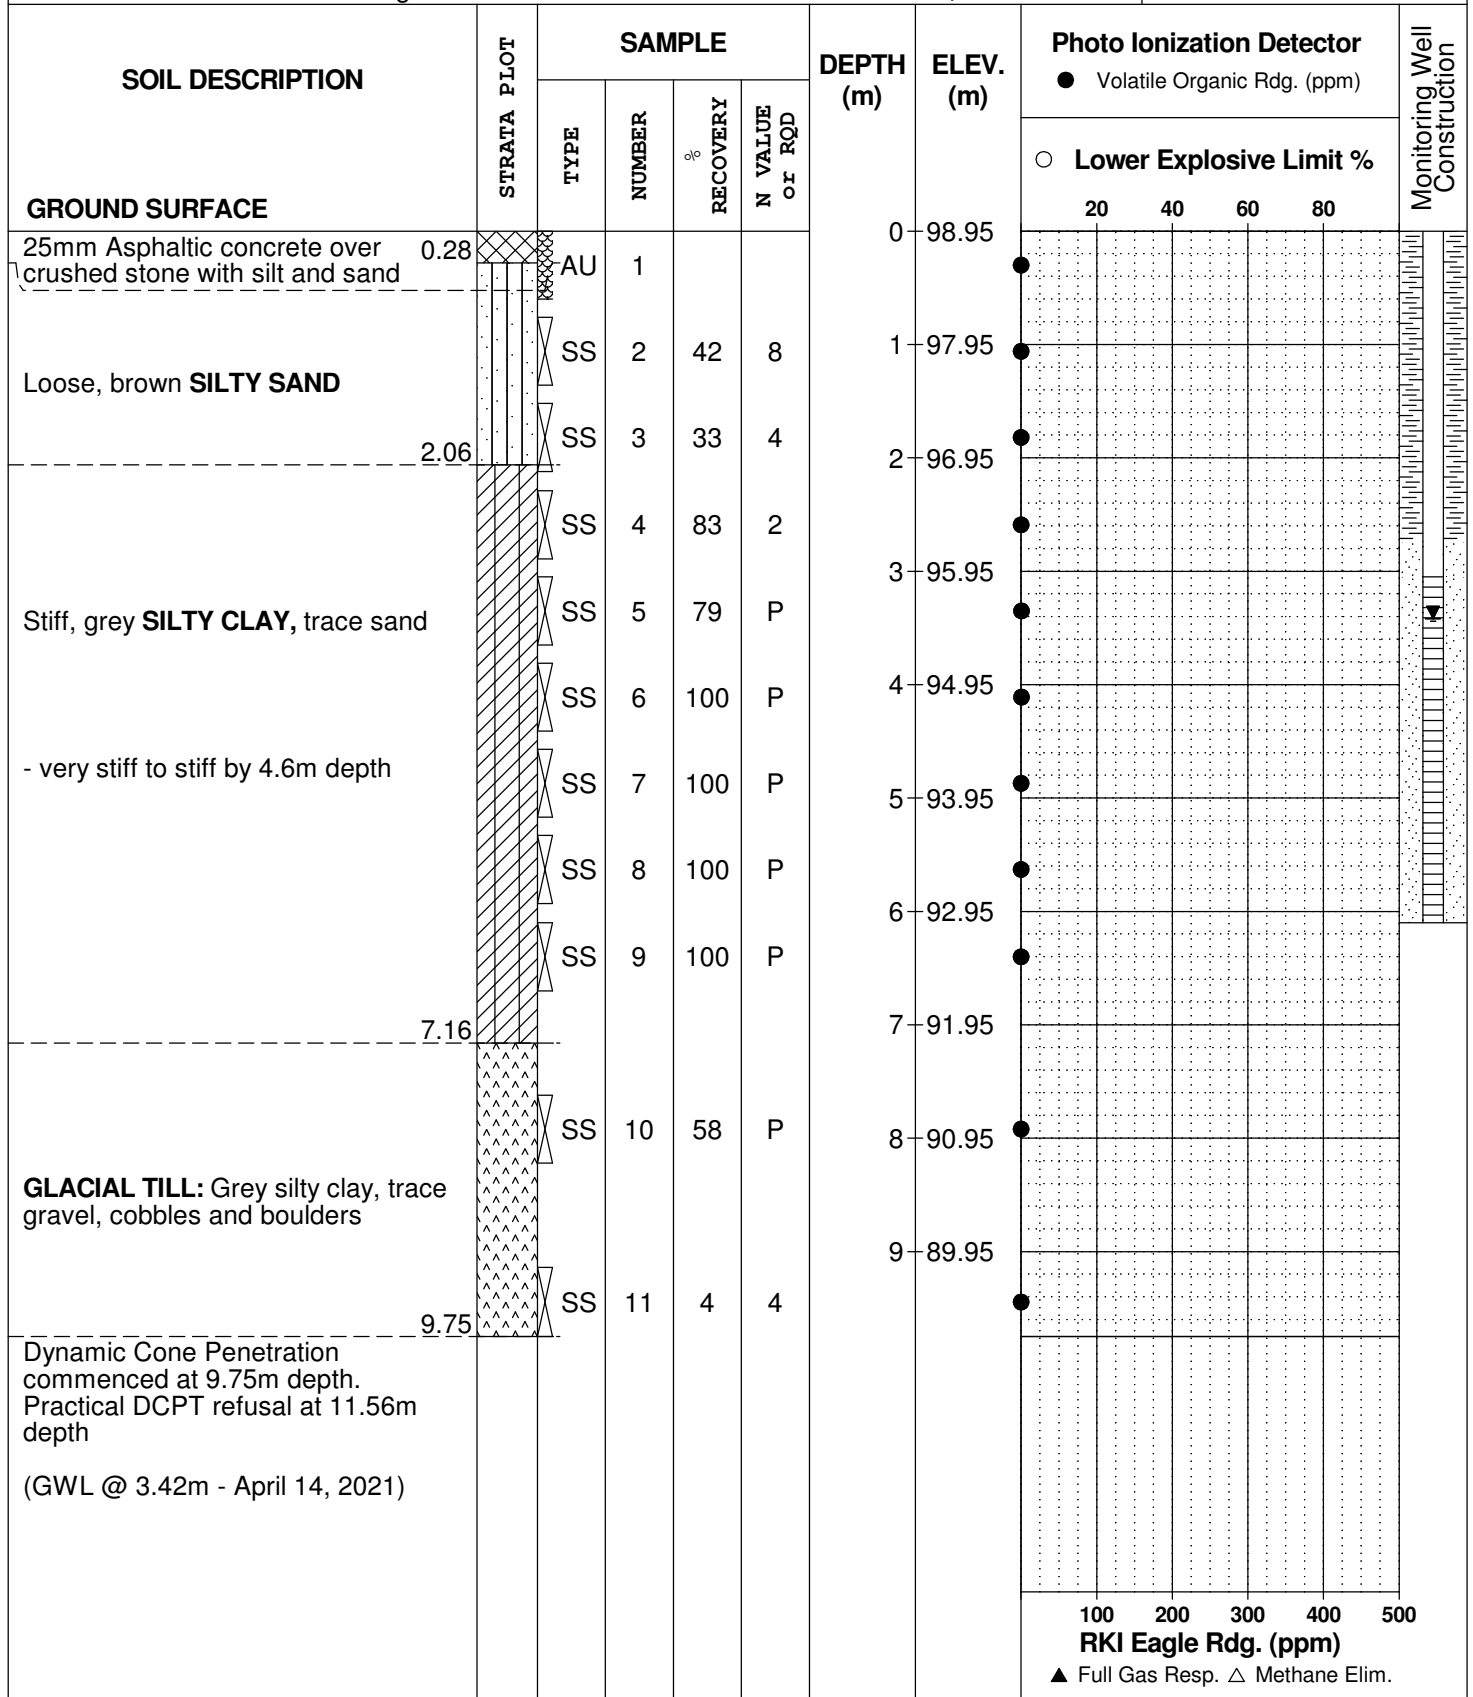 SOIL DESCRIPTION
GROUND SURFACE
STRATA PLOT
SAMPLE
TYPE
NUMBER
%
RECOVERY
N VALUE
or RQD
DEPTH
(m)
ELEV.
(m)
Photo Ionization Detector
● Volatile Organic Rdg. (ppm)
○ Lower Explosive Limit %
20 40 60 80
Monitoring Well
Construction
0 98.95
25mm Asphaltic concrete over 0.28
crushed stone with silt and sand
AU 1
SS 2 42 8
1 97.95
Loose, brown SILTY SAND
SS 3 33 4
2.06
2 96.95
SS 4 83 2
3 95.95
Stiff, grey SILTY CLAY, trace sand
SS 5 79 P
4 94.95
SS 6 100 P
- very stiff to stiff by 4.6m depth
SS 7 100 P
5 93.95
SS 8 100 P
6 92.95
SS 9 100 P
7 91.95
7.16
SS 10 58 P
8 90.95
GLACIAL TILL: Grey silty clay, trace
gravel, cobbles and boulders
9 89.95
SS 11 4 4
9.75
Dynamic Cone Penetration
commenced at 9.75m depth.
Practical DCPT refusal at 11.56m
depth
(GWL @ 3.42m - April 14, 2021)
100 200 300 400 500
RKI Eagle Rdg. (ppm)
▲ Full Gas Resp. △ Methane Elim.